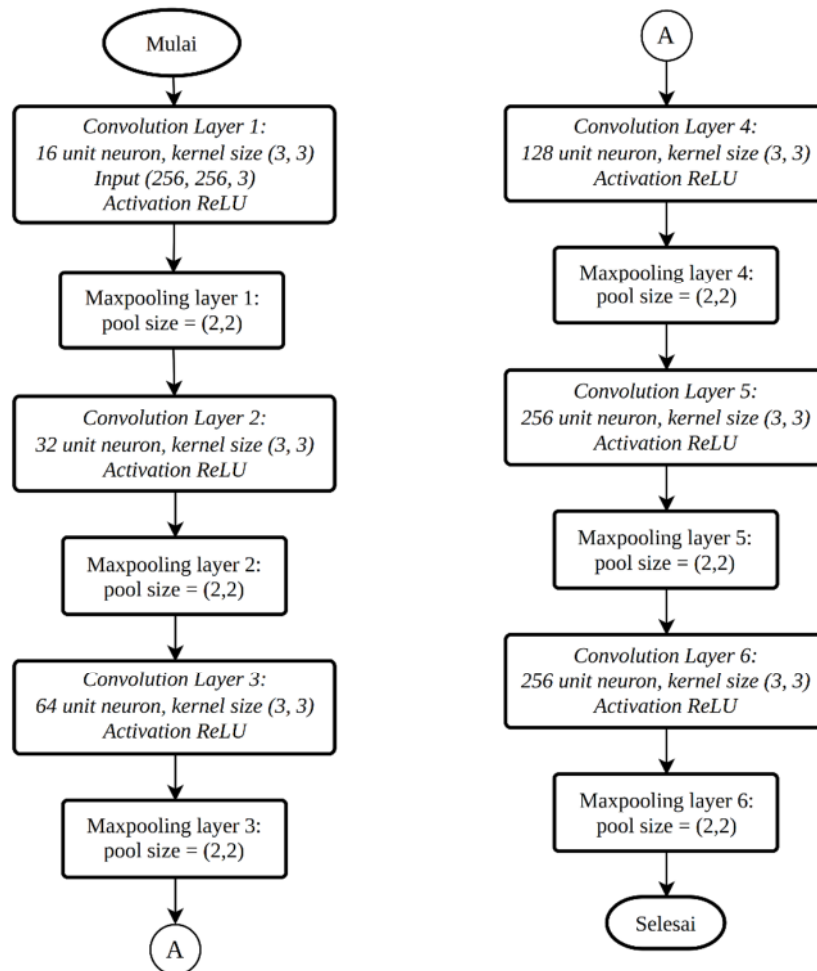 Mulai
Convolution Layer 1:
16 unit neuron, kernel size (3, 3)
Input (256, 256, 3)
Activation ReLU
Maxpooling layer 1:
pool size = (2,2)
Convolution Layer 2:
32 unit neuron, kernel size (3, 3)
Activation ReLU
Maxpooling layer 2:
pool size = (2,2)
Convolution Layer 3:
64 unit neuron, kernel size (3, 3)
Activation ReLU
Maxpooling layer 3:
pool size = (2,2)
A
A
Convolution Layer 4:
128 unit neuron, kernel size (3, 3)
Activation ReLU
Maxpooling layer 4:
pool size = (2,2)
Convolution Layer 5:
256 unit neuron, kernel size (3, 3)
Activation ReLU
Maxpooling layer 5:
pool size = (2,2)
Convolution Layer 6:
256 unit neuron, kernel size (3, 3)
Activation ReLU
Maxpooling layer 6:
pool size = (2,2)
Selesai